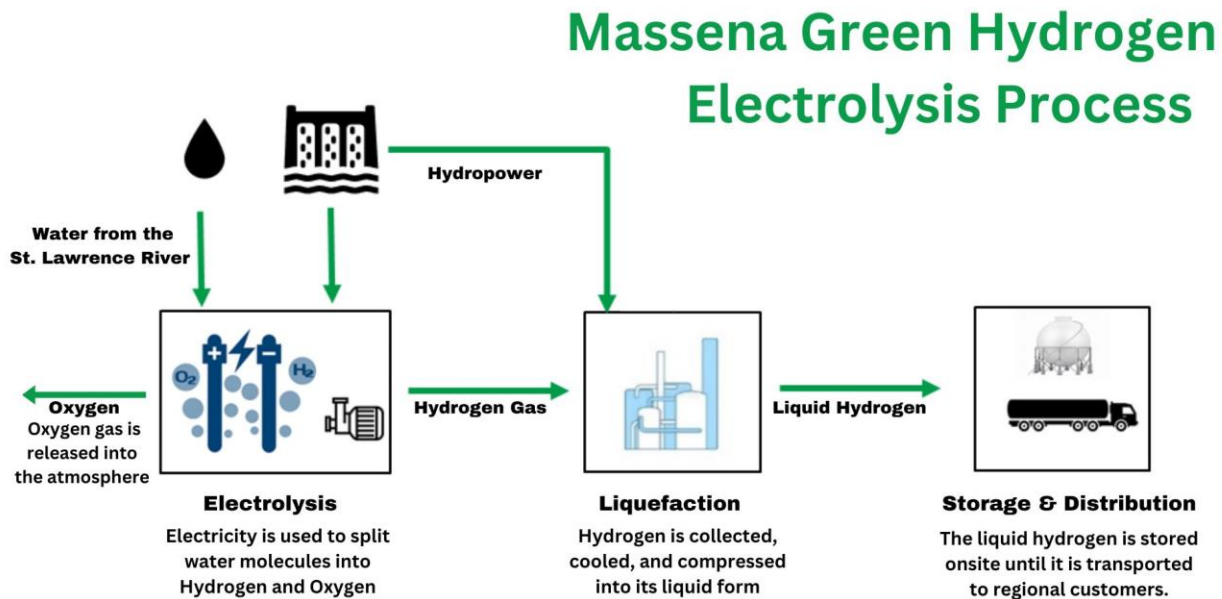 Massena Green Hydrogen
Electrolysis Process
Hydropower
Water from the
St. Lawrence River
O₂
+
−
H₂
Oxygen
Oxygen gas is
released into
the atmosphere
Hydrogen Gas
Liquid Hydrogen
Electrolysis
Electricity is used to split
water molecules into
Hydrogen and Oxygen
Liquefaction
Hydrogen is collected,
cooled, and compressed
into its liquid form
Storage & Distribution
The liquid hydrogen is stored
onsite until it is transported
to regional customers.